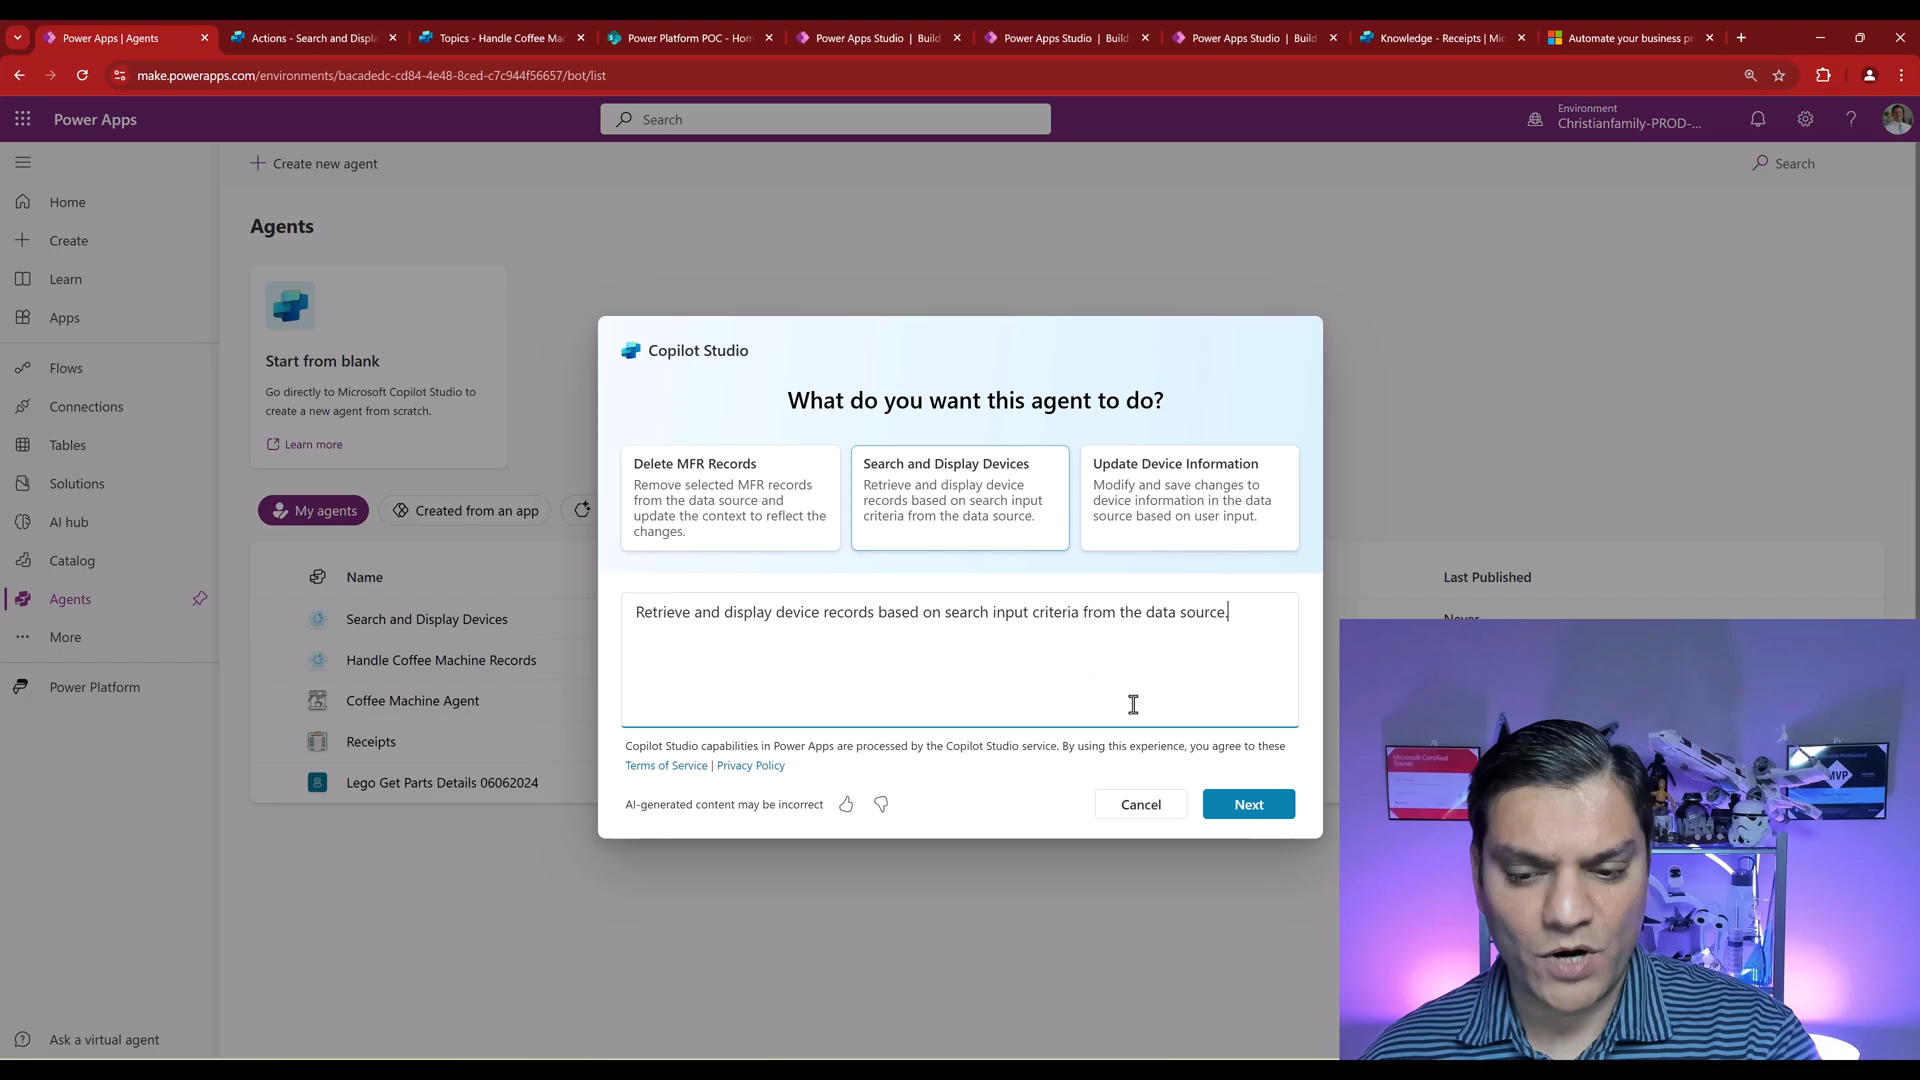 Power Apps | Agents
Actions - Search and Displ
Topics - Handle Coffee Ma
Power Platform POC - Hom
Power Apps Studio | Build
Power Apps Studio | Build
Power Apps Studio | Build
Knowledge - Receipts | Mic
Automate your business pr
make.powerapps.com/environments/bacadedc-cd84-4e48-8ced-c7c944f56657/bot/list
Power Apps
Search
Environment
Christianfamily-PROD-...
Create new agent
Search
Home
Create
Learn
Apps
Flows
Connections
Tables
Solutions
AI hub
Catalog
Agents
More
Power Platform
Ask a virtual agent
Agents
Start from blank
Go directly to Microsoft Copilot Studio to
create a new agent from scratch.
Learn more
My agents
Created from an app
Name
Last Published
Search and Display Devices
Never
Handle Coffee Machine Records
Coffee Machine Agent
Receipts
Lego Get Parts Details 06062024
Copilot Studio
What do you want this agent to do?
Delete MFR Records
Remove selected MFR records
from the data source and
update the context to reflect the
changes.
Search and Display Devices
Retrieve and display device
records based on search input
criteria from the data source.
Update Device Information
Modify and save changes to
device information in the data
source based on user input.
Retrieve and display device records based on search input criteria from the data source.
Copilot Studio capabilities in Power Apps are processed by the Copilot Studio service. By using this experience, you agree to these
Terms of Service | Privacy Policy
AI-generated content may be incorrect
Cancel
Next
Microsoft Certified
Trainer
MVP